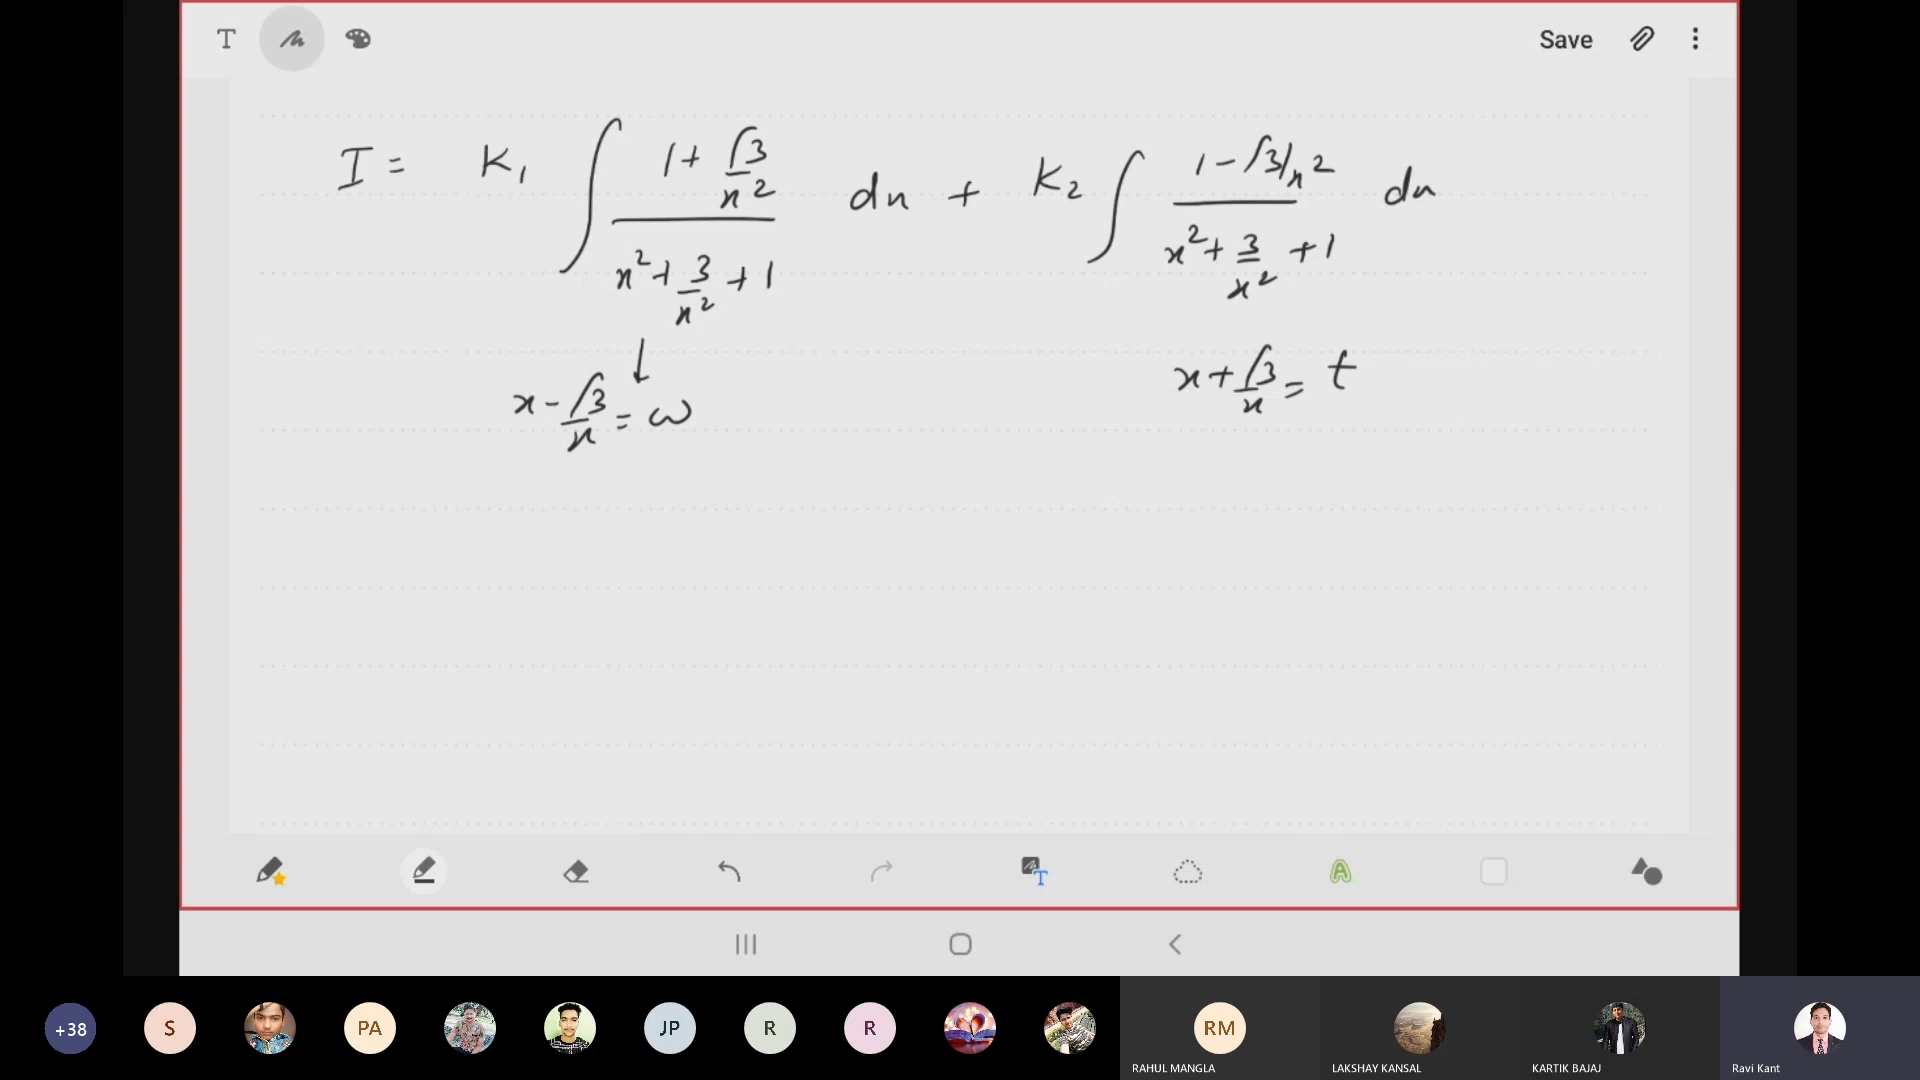 T Save
I = K₁ ∫ (1 + √3/x²)/(x² + 3/x² + 1) dx + K₂ ∫ (1 - √3/x²)/(x² + 3/x² + 1) dx
↓
x - √3/x = ω x + √3/x = t
T A
+38 S PA JP R R RM
RAHUL MANGLA LAKSHAY KANSAL KARTIK BAJAJ Ravi Kant